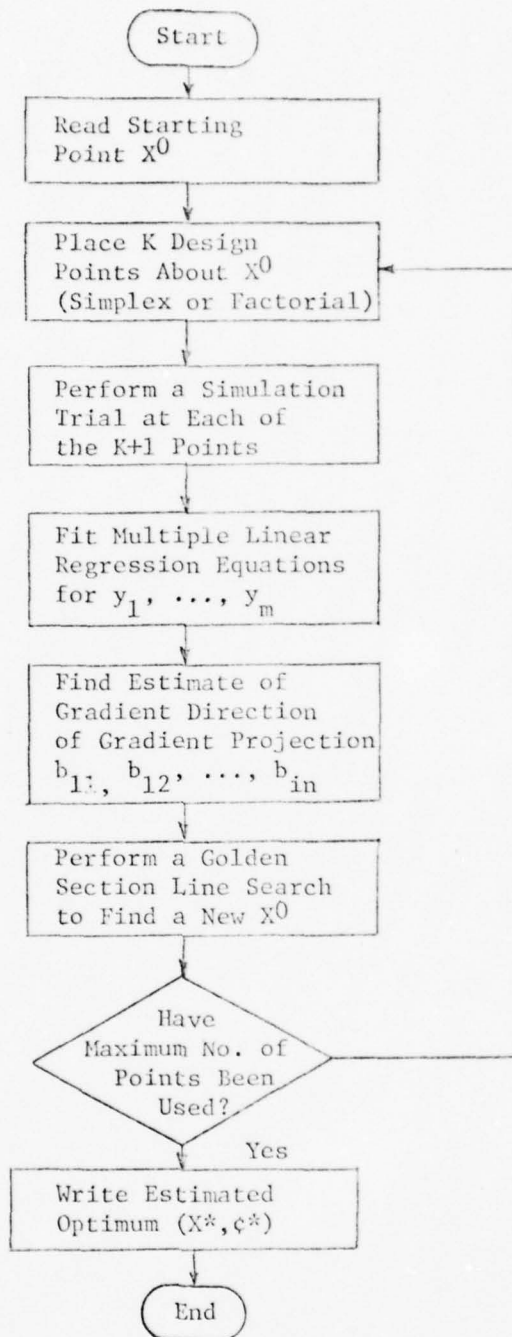 Start
Read Starting
Point X⁰
Place K Design
Points About X⁰
(Simplex or Factorial)
Perform a Simulation
Trial at Each of
the K+1 Points
Fit Multiple Linear
Regression Equations
for y₁, ..., yₘ
Find Estimate of
Gradient Direction
of Gradient Projection
b₁₁, b₁₂, ..., bᵢₙ
Perform a Golden
Section Line Search
to Find a New X⁰
Have
Maximum No. of
Points Been
Used?
Yes
Write Estimated
Optimum (X*,¢*)
End